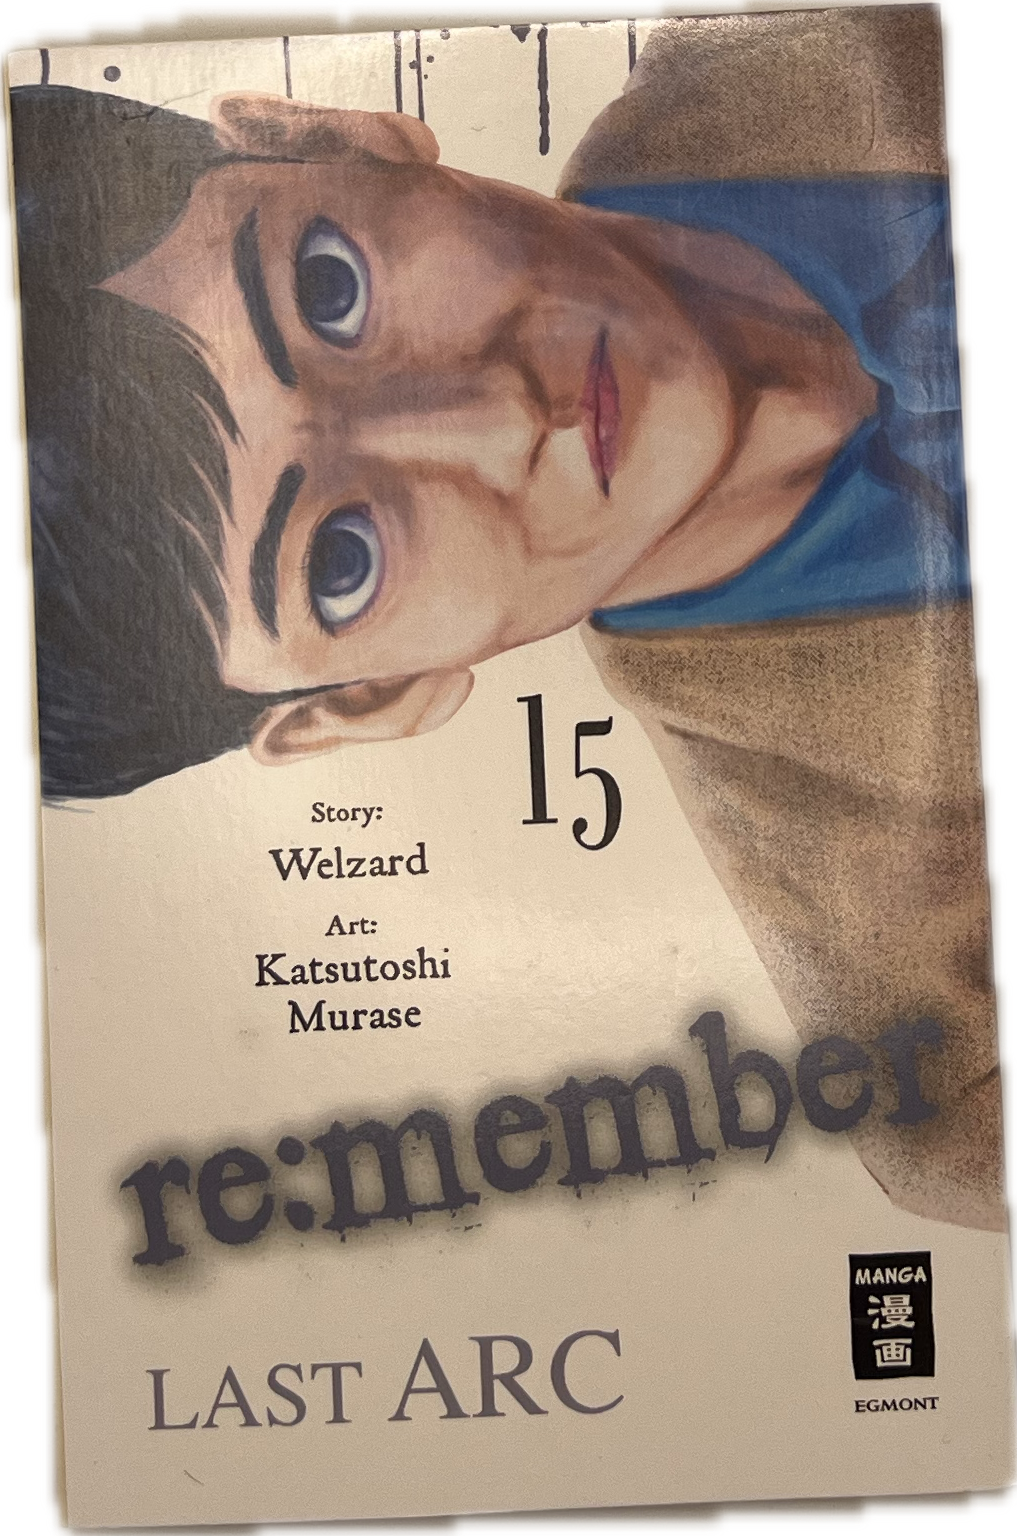 15
Story:
Welzard
Art:
Katsutoshi
Murase
re:member
LAST ARC
MANGA
漫
画
EGMONT